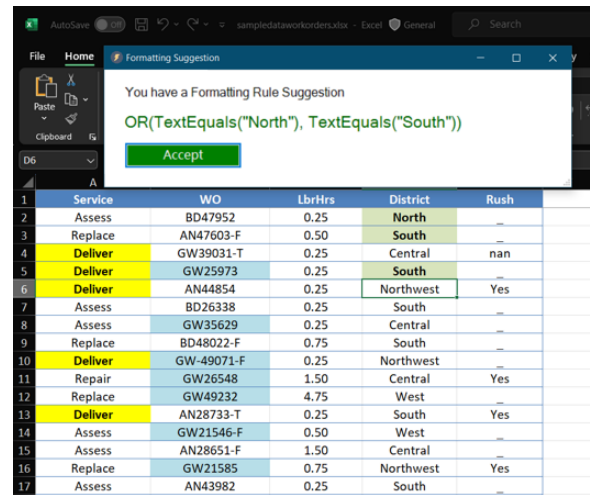 AutoSave Off sampledataworkorders.xlsx - Excel General Search
File Home Formatting Suggestion
You have a Formatting Rule Suggestion
OR(TextEquals("North"), TextEquals("South"))
Accept
Paste
Clipboard
D6
A
1 Service WO LbrHrs District Rush
2 Assess BD47952 0.25 North _
3 Replace AN47603-F 0.50 South _
4 Deliver GW39031-T 0.25 Central nan
5 Deliver GW25973 0.25 South _
6 Deliver AN44854 0.25 Northwest Yes
7 Assess BD26338 0.25 South _
8 Assess GW35629 0.25 Central _
9 Replace BD48022-F 0.75 South _
10 Deliver GW-49071-F 0.25 Northwest _
11 Repair GW26548 1.50 Central Yes
12 Replace GW49232 4.75 West _
13 Deliver AN28733-T 0.25 South Yes
14 Assess GW21546-F 0.50 West _
15 Assess AN28651-F 1.50 Central _
16 Replace GW21585 0.75 Northwest Yes
17 Assess AN43982 0.25 South _